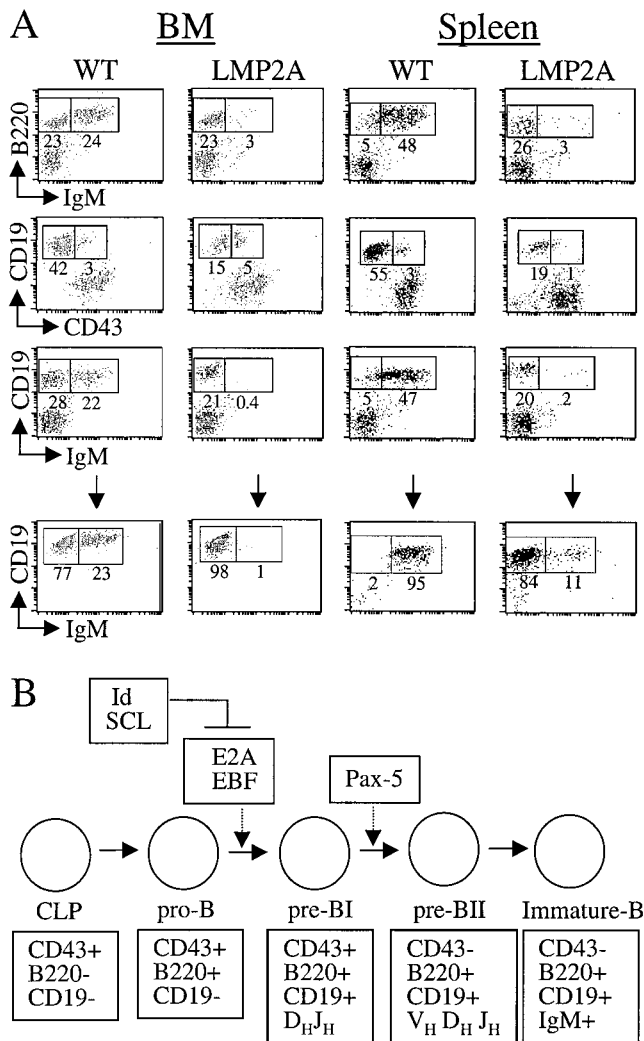 A
BM Spleen
WT LMP2A WT LMP2A
B220
23 24 23 3 5 48 26 3
IgM
CD19
42 3 15 5 55 3 19 1
CD43
CD19
28 22 21 0.4 5 47 20 2
IgM
CD19
77 23 98 1 2 95 84 11
IgM
B
Id
SCL
E2A
EBF
Pax-5
CLP pro-B pre-BI pre-BII Immature-B
CD43+ CD43+ CD43+ CD43- CD43-
B220- B220+ B220+ B220+ B220+
CD19- CD19- CD19+ CD19+ CD19+
DHJH VH DH JH IgM+